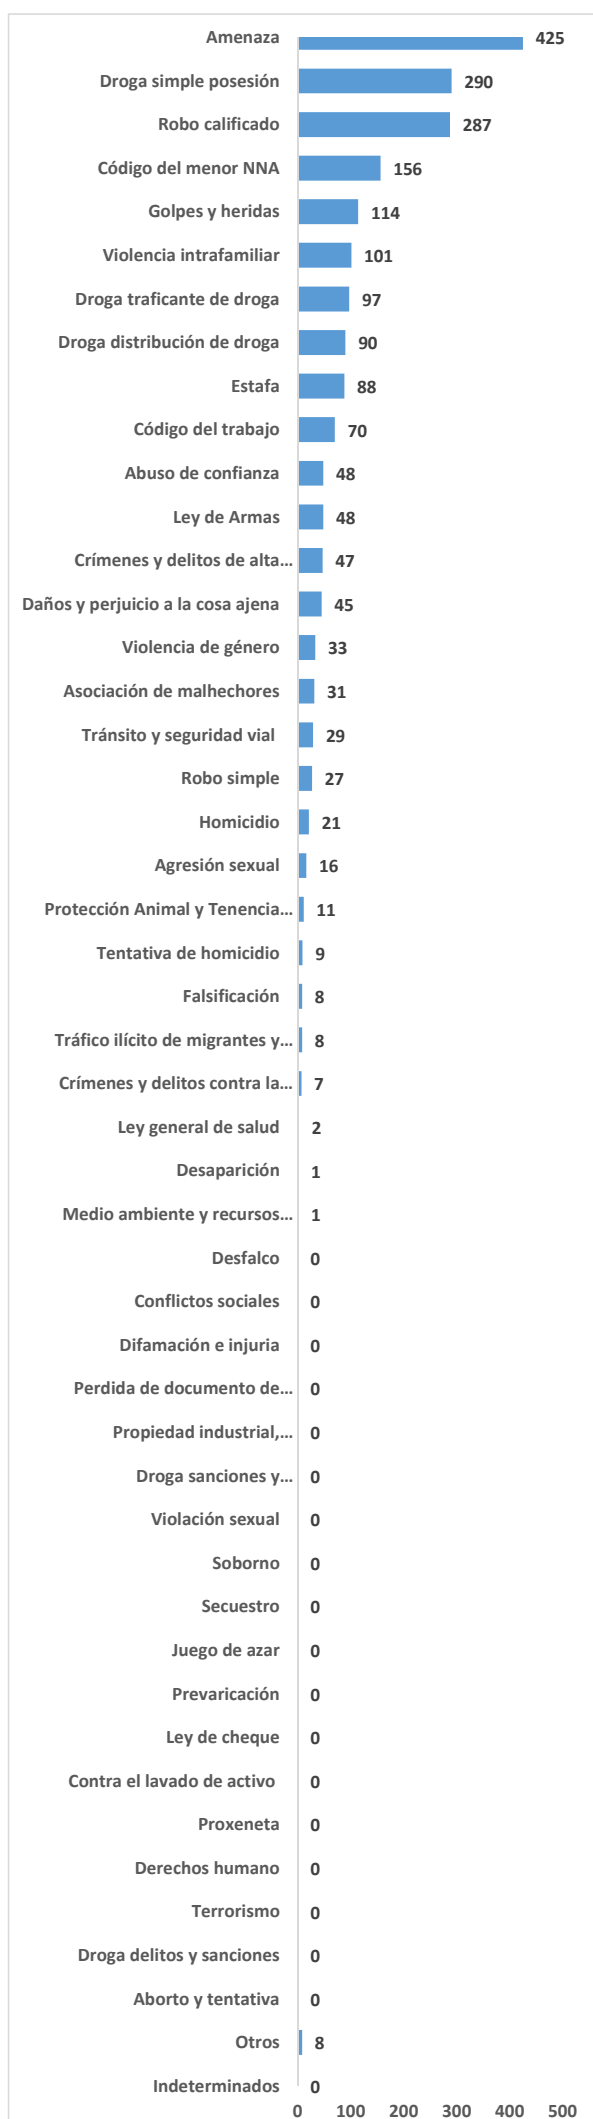 Amenaza 425
Droga simple posesión 290
Robo calificado 287
Código del menor NNA 156
Golpes y heridas 114
Violencia intrafamiliar 101
Droga traficante de droga 97
Droga distribución de droga 90
Estafa 88
Código del trabajo 70
Abuso de confianza 48
Ley de Armas 48
Crímenes y delitos de alta... 47
Daños y perjuicio a la cosa ajena 45
Violencia de género 33
Asociación de malhechores 31
Tránsito y seguridad vial 29
Robo simple 27
Homicidio 21
Agresión sexual 16
Protección Animal y Tenencia... 11
Tentativa de homicidio 9
Falsificación 8
Tráfico ilícito de migrantes y... 8
Crímenes y delitos contra la... 7
Ley general de salud 2
Desaparición 1
Medio ambiente y recursos... 1
Desfalco 0
Conflictos sociales 0
Difamación e injuria 0
Perdida de documento de... 0
Propiedad industrial,... 0
Droga sanciones y... 0
Violación sexual 0
Soborno 0
Secuestro 0
Juego de azar 0
Prevaricación 0
Ley de cheque 0
Contra el lavado de activo 0
Proxeneta 0
Derechos humano 0
Terrorismo 0
Droga delitos y sanciones 0
Aborto y tentativa 0
Otros 8
Indeterminados 0
0 100 200 300 400 500